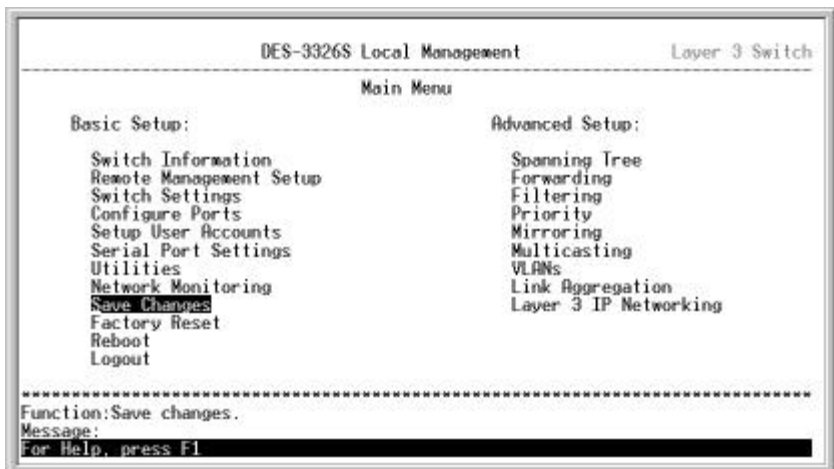 DES-3326S Local Management Layer 3 Switch
Main Menu
Basic Setup:
Switch Information
Remote Management Setup
Switch Settings
Configure Ports
Setup User Accounts
Serial Port Settings
Utilities
Network Monitoring
Save Changes
Factory Reset
Reboot
Logout
Advanced Setup:
Spanning Tree
Forwarding
Filtering
Priority
Mirroring
Multicasting
VLANs
Link Aggregation
Layer 3 IP Networking
Function:Save changes.
Message:
For Help, press F1